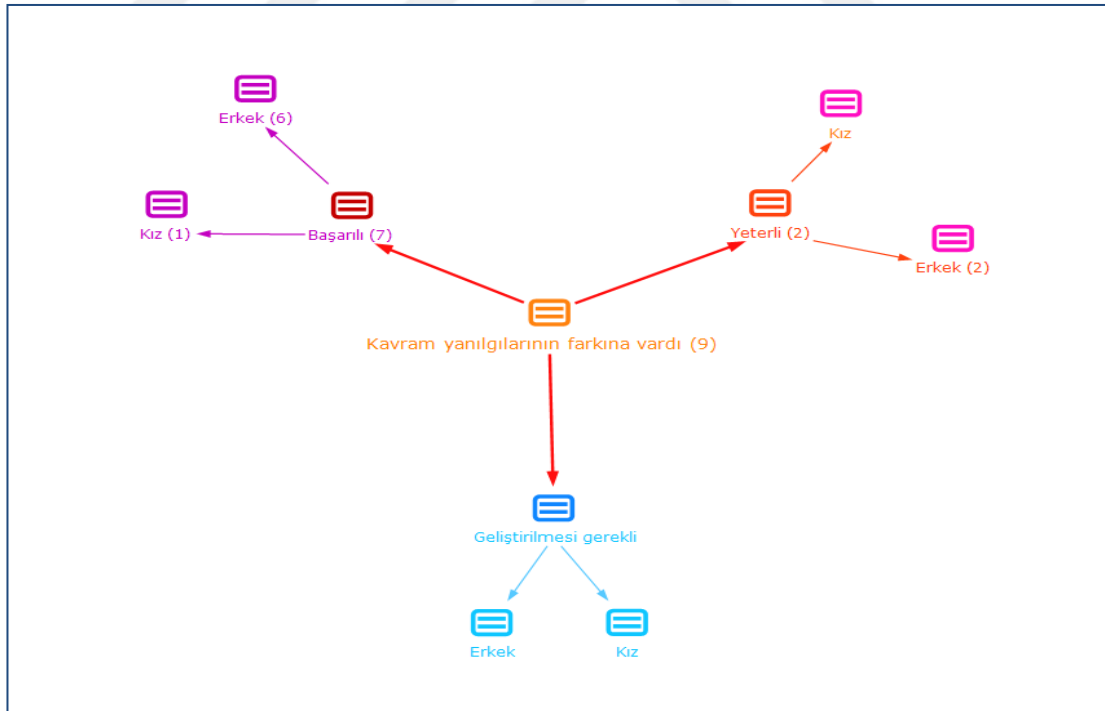 Erkek (6)
Kız
Kız (1)
Başarılı (7)
Yeterli (2)
Erkek (2)
Kavram yanılgılarının farkına vardı (9)
Geliştirilmesi gerekli
Erkek
Kız